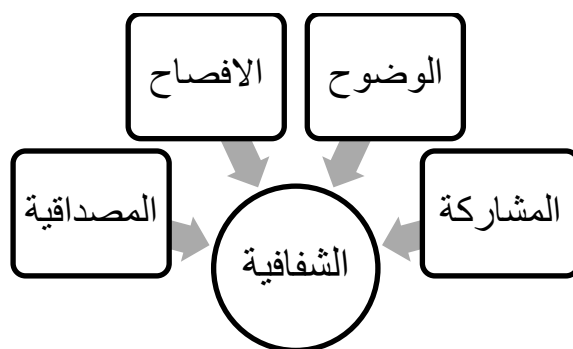 الوضوح
الافصاح
المشاركة
المصداقية
الشفافية